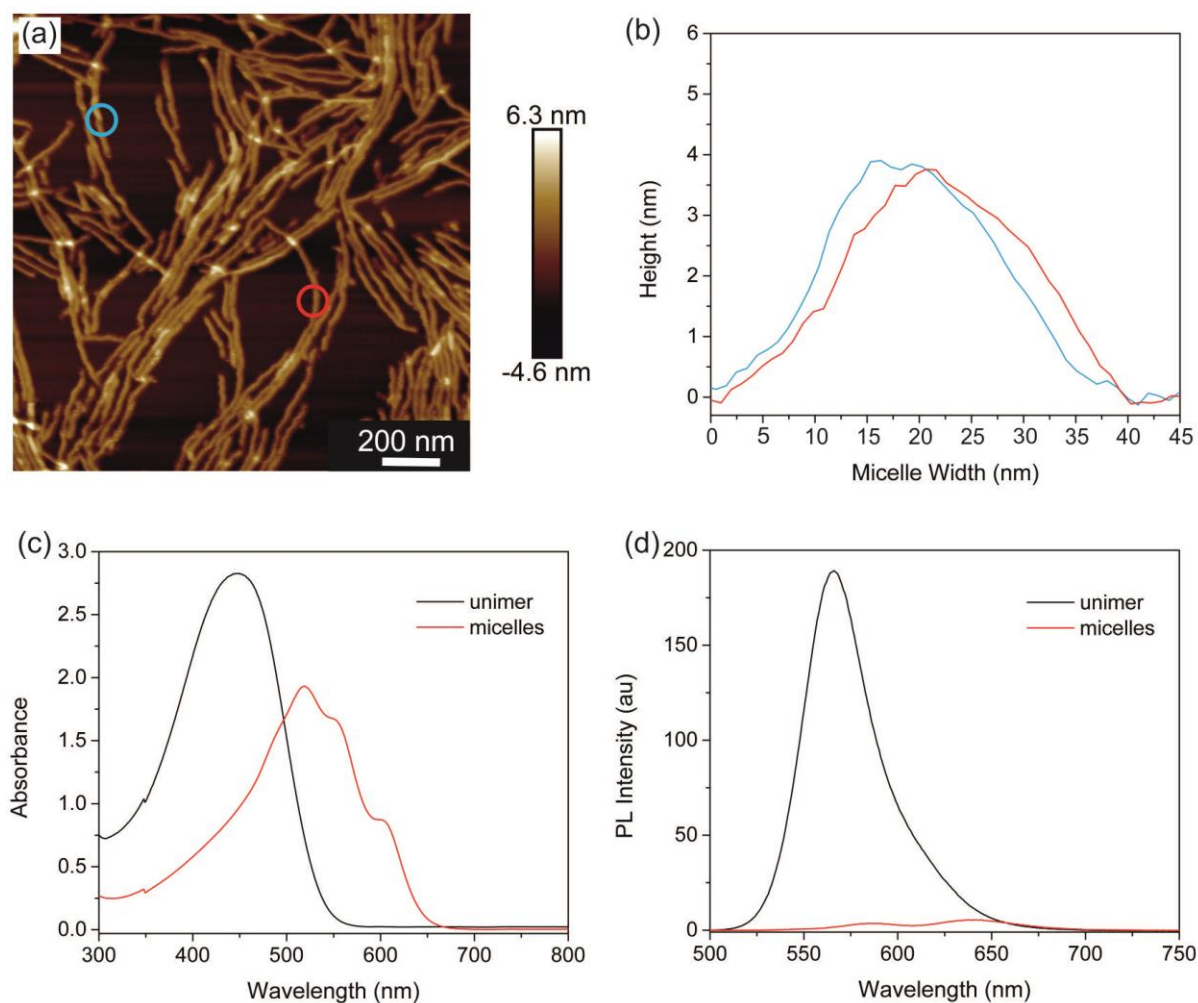 (a)
6.3 nm
-4.6 nm
200 nm
(b)
6
5
4
3
2
1
0
Height (nm)
0 5 10 15 20 25 30 35 40 45
Micelle Width (nm)
(c)
3.0
2.5
2.0
1.5
1.0
0.5
0.0
Absorbance
unimer
micelles
300 400 500 600 700 800
Wavelength (nm)
(d)
200
150
100
50
0
PL Intensity (au)
unimer
micelles
500 550 600 650 700 750
Wavelength (nm)